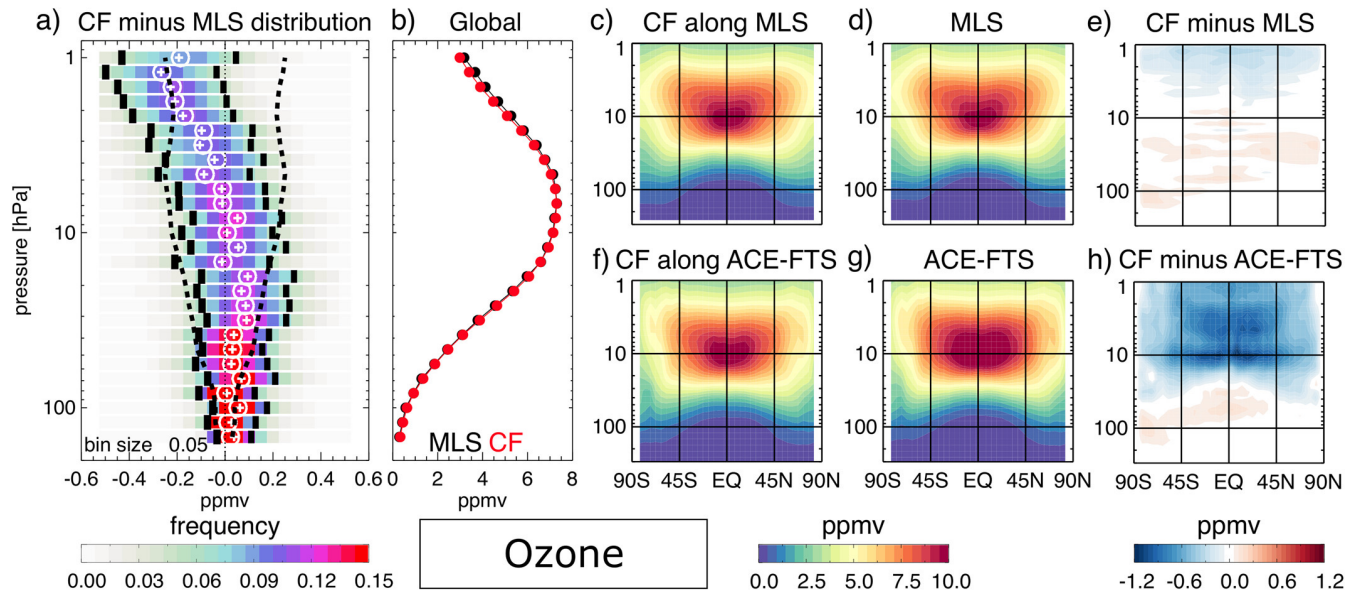 a) CF minus MLS distribution
b) Global
c) CF along MLS
d) MLS
e) CF minus MLS
1
10
100
pressure [hPa]
bin size 0.05
-0.6 -0.4 -0.2 -0.0 0.2 0.4 0.6
ppmv
MLS CF
0 2 4 6 8
ppmv
1
10
100
1
10
100
1
10
100
f) CF along ACE-FTS
g) ACE-FTS
h) CF minus ACE-FTS
1
10
100
90S 45S EQ 45N 90N
1
10
100
90S 45S EQ 45N 90N
1
10
100
90S 45S EQ 45N 90N
frequency
0.00 0.03 0.06 0.09 0.12 0.15
Ozone
ppmv
0.0 2.5 5.0 7.5 10.0
ppmv
-1.2 -0.6 0.0 0.6 1.2